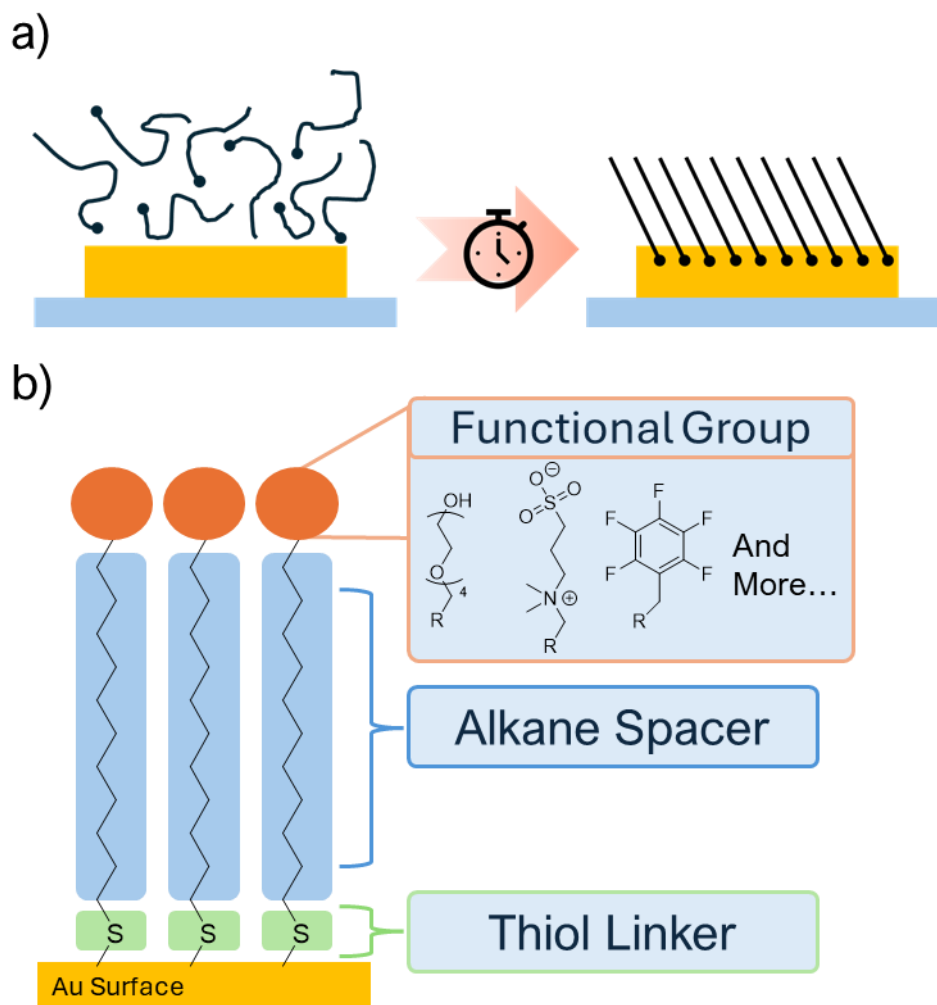 a)
b)
Functional Group
OH
O
4
R
O⊖
S
O
O
N⊕
R
F
F
F
F
F
R
And
More...
Alkane Spacer
S
S
S
Thiol Linker
Au Surface